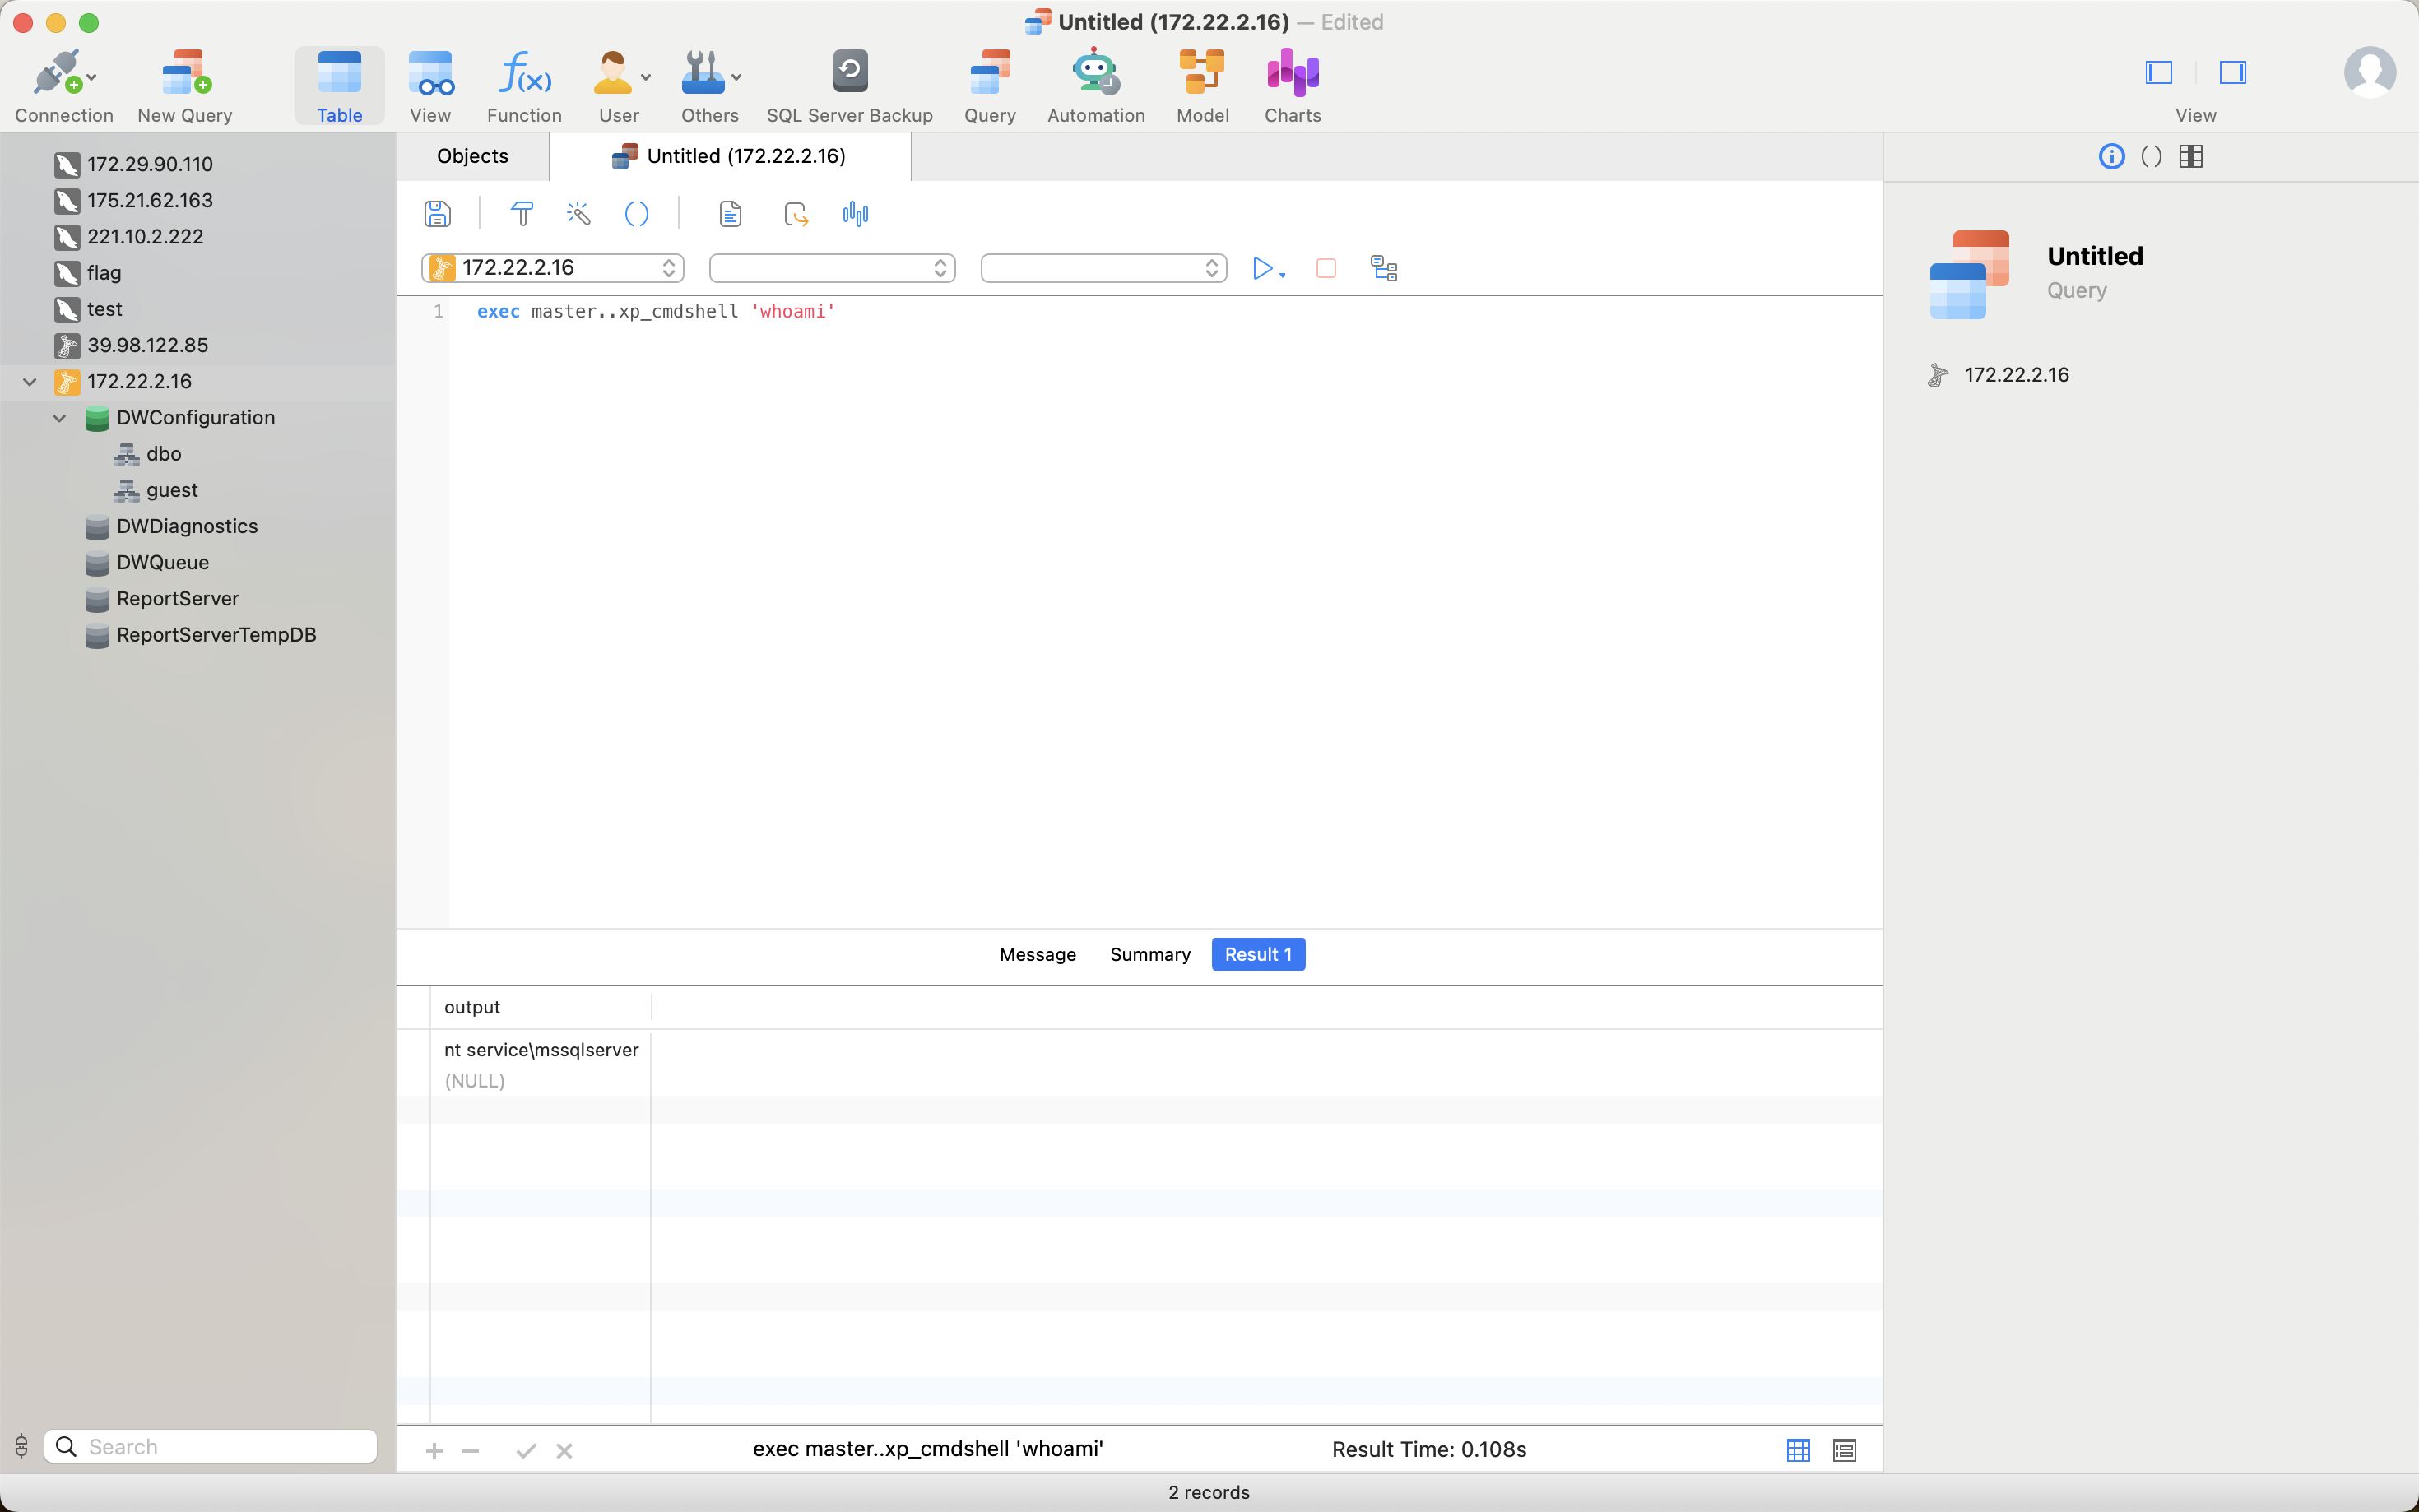 Untitled (172.22.2.16) — Edited
Connection
New Query
Table
View
Function
User
Others
SQL Server Backup
Query
Automation
Model
Charts
View
172.29.90.110
175.21.62.163
221.10.2.222
flag
test
39.98.122.85
172.22.2.16
DWConfiguration
dbo
guest
DWDiagnostics
DWQueue
ReportServer
ReportServerTempDB
Search
Objects
Untitled (172.22.2.16)
172.22.2.16
1 exec master..xp_cmdshell 'whoami'
Message
Summary
Result 1
output
nt service\mssqlserver
(NULL)
exec master..xp_cmdshell 'whoami'
Result Time: 0.108s
2 records
Untitled
Query
172.22.2.16